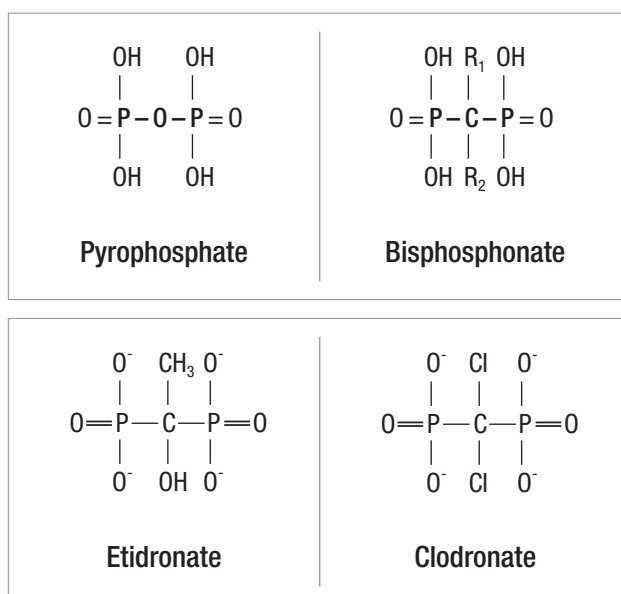 OH OH
O = P – O – P = O
OH OH
Pyrophosphate
OH R₁ OH
O = P – C – P = O
OH R₂ OH
Bisphosphonate
O⁻ CH₃ O⁻
O=P—C—P=O
O⁻ OH O⁻
Etidronate
O⁻ Cl O⁻
O=P—C—P=O
O⁻ Cl O⁻
Clodronate